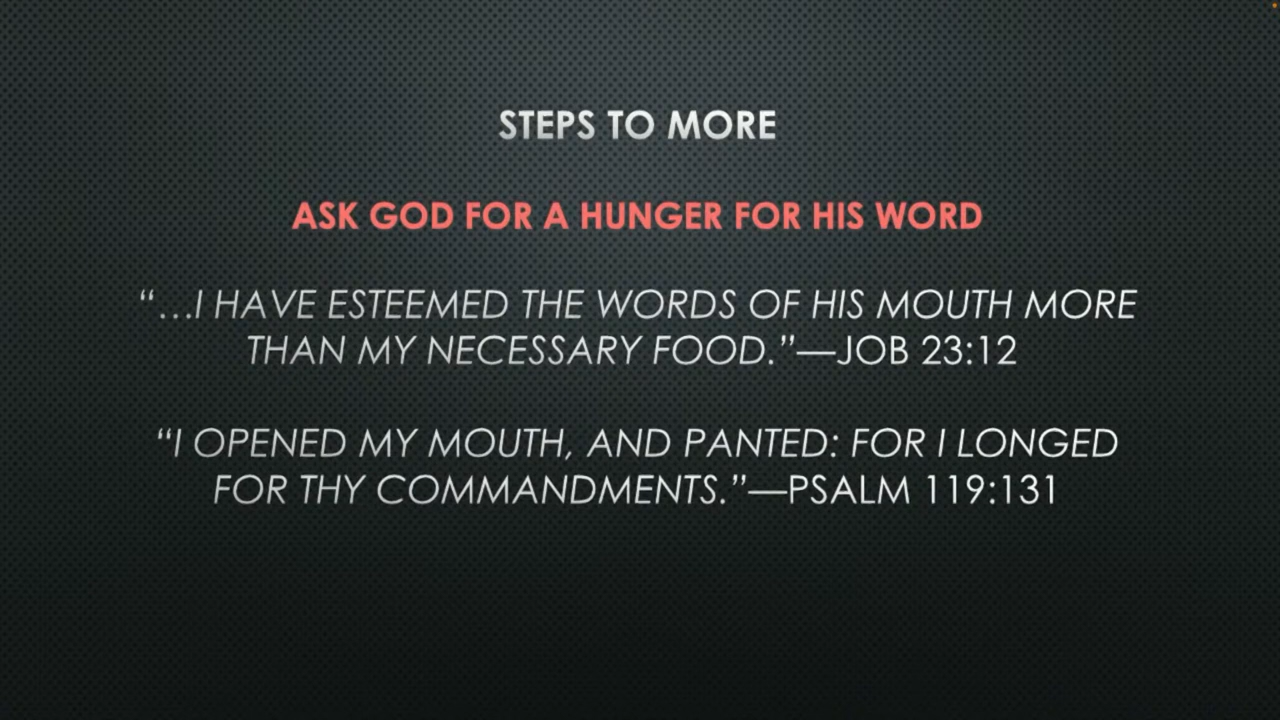 STEPS TO MORE
ASK GOD FOR A HUNGER FOR HIS WORD
“…I HAVE ESTEEMED THE WORDS OF HIS MOUTH MORE
THAN MY NECESSARY FOOD.”—JOB 23:12
“I OPENED MY MOUTH, AND PANTED: FOR I LONGED
FOR THY COMMANDMENTS.”—PSALM 119:131